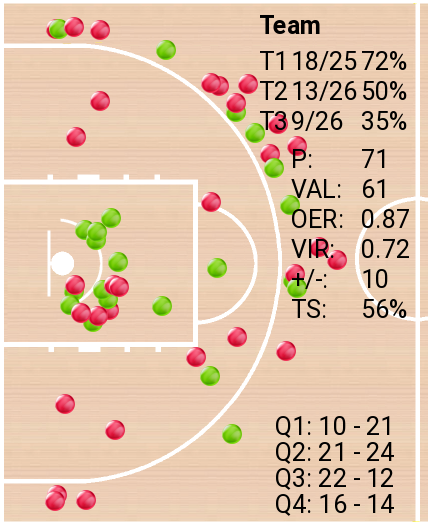 Team
T1 18/25 72%
T2 13/26 50%
T3 9/26 35%
P: 71
VAL: 61
OER: 0.87
VIR: 0.72
+/-: 10
TS: 56%
Q1: 10 - 21
Q2: 21 - 24
Q3: 22 - 12
Q4: 16 - 14